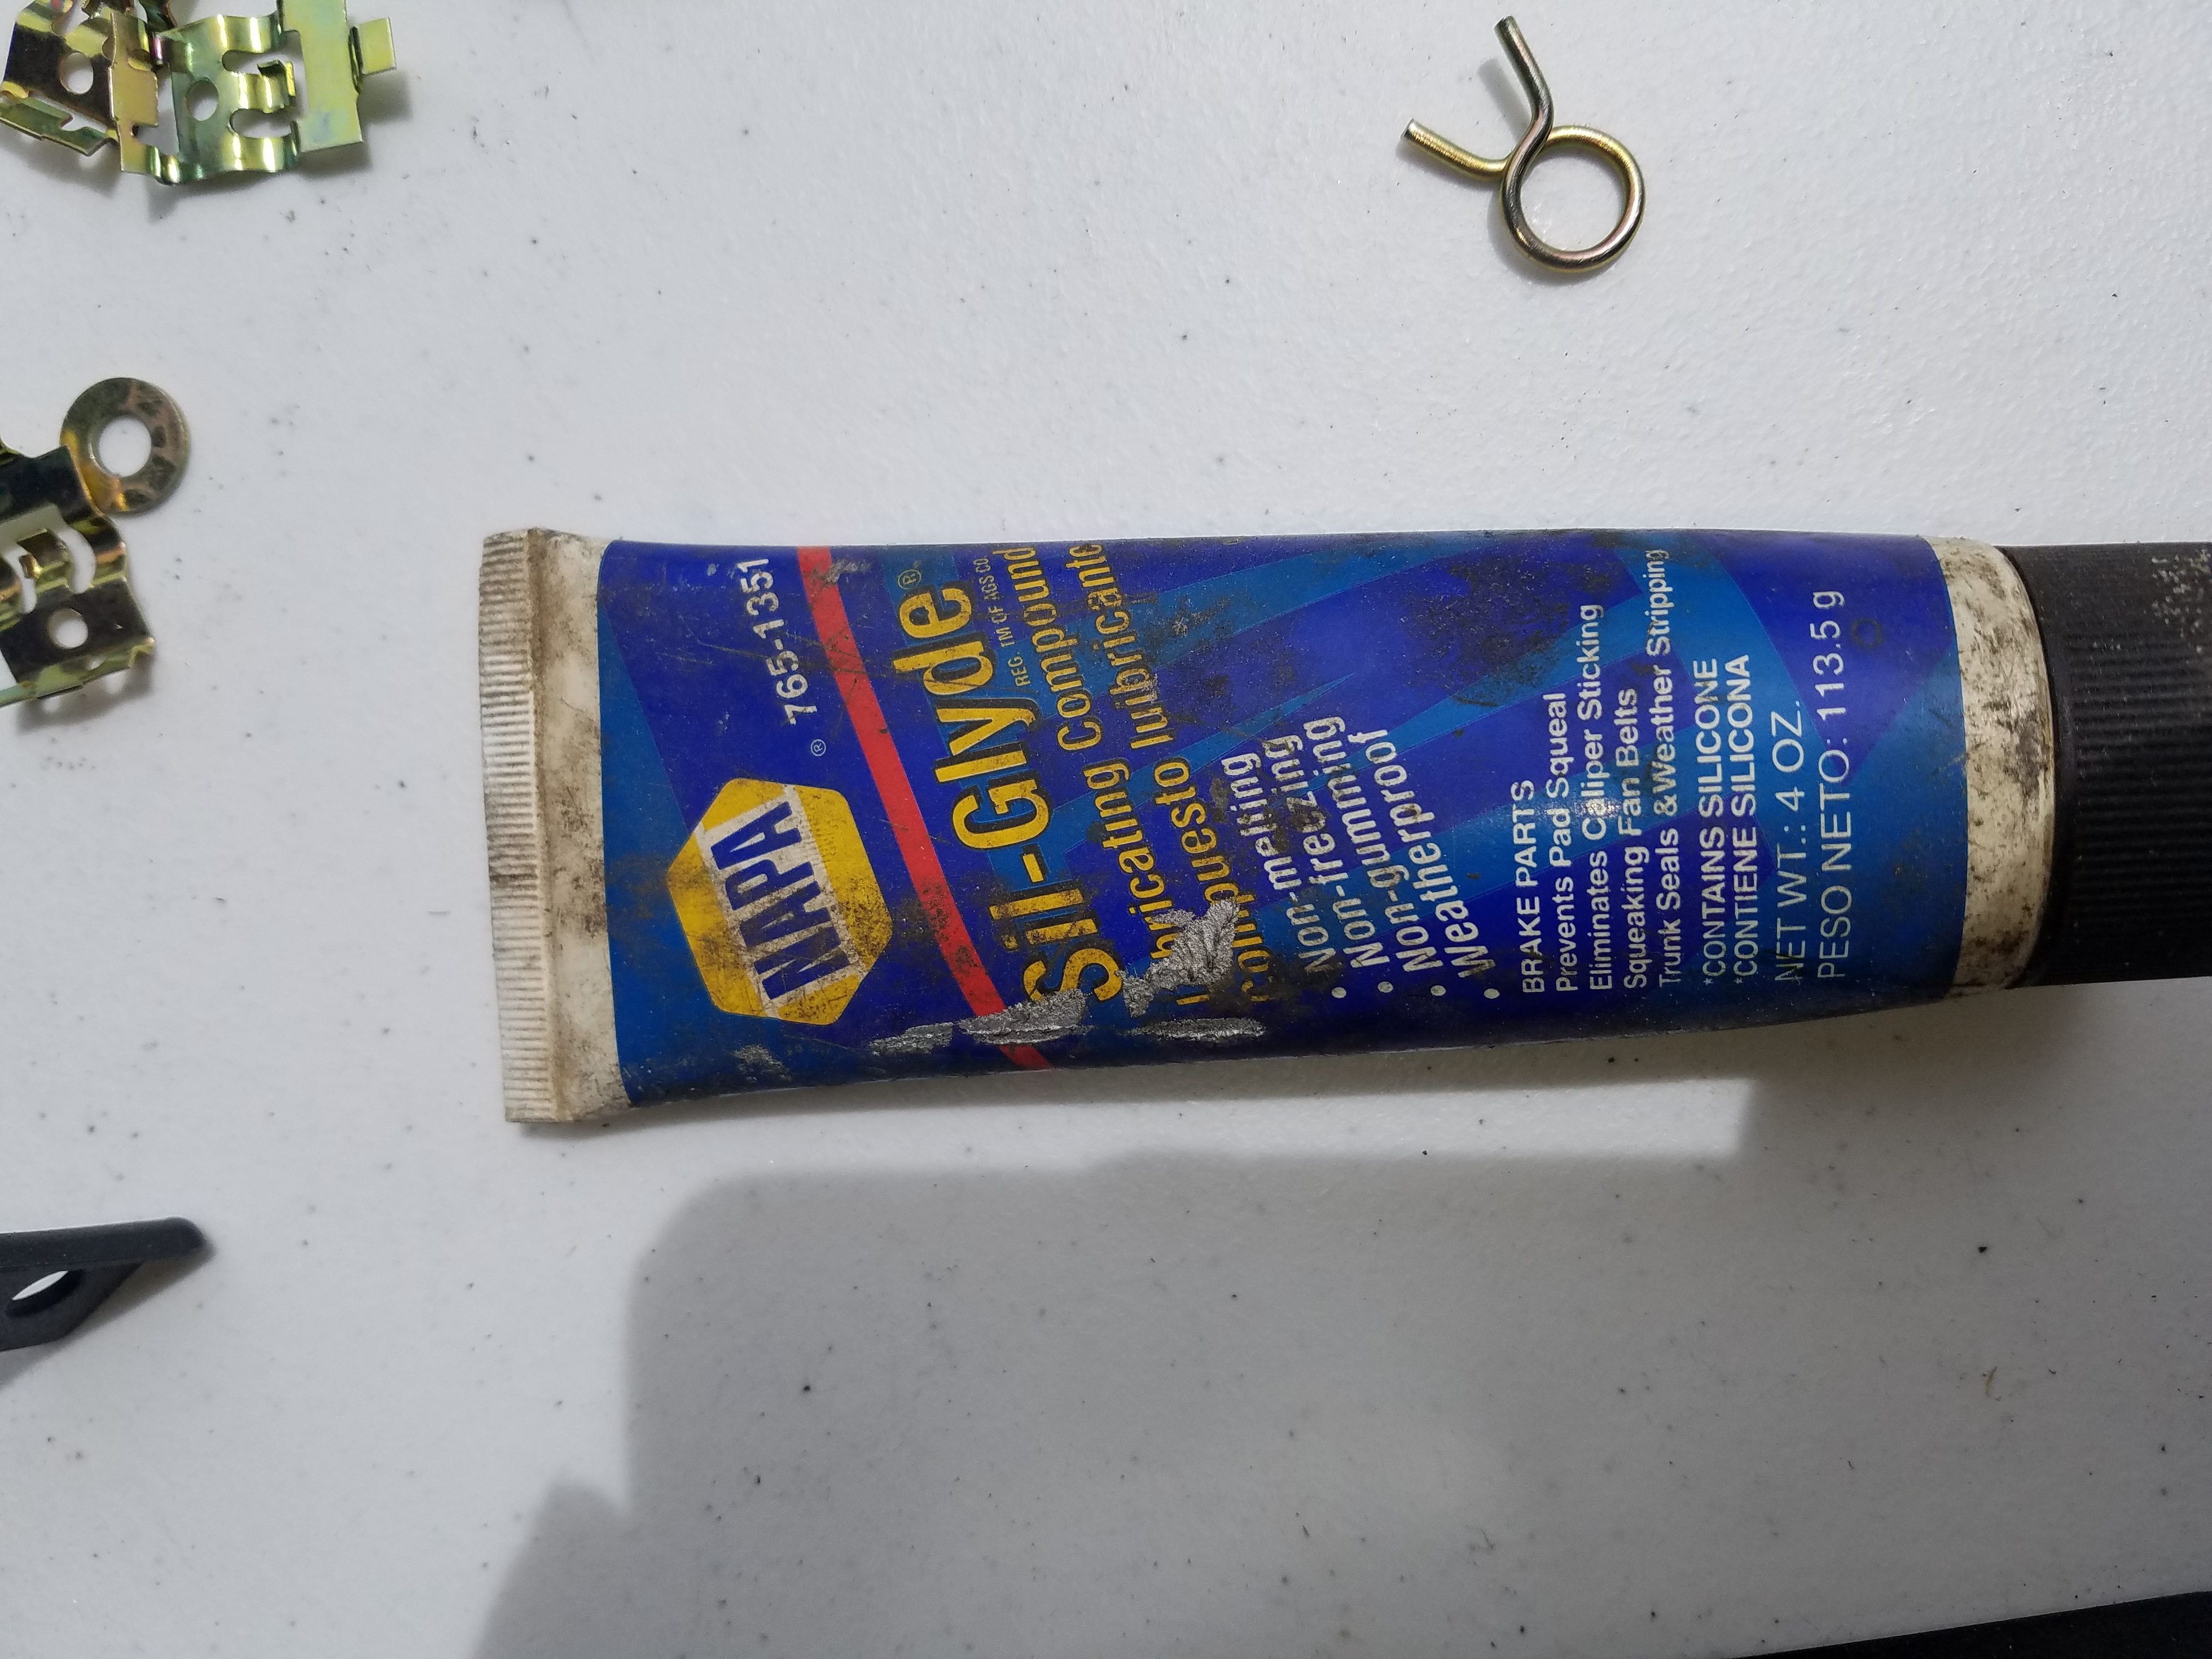 NAPA
® 765-1351
Sil-Glyde®
REG. TM OF AGS CO
Lubricating Compound
Compuesto lubricante
• Non-melting
• Non-freezing
• Non-gumming
• Weatherproof
BRAKE PARTS
Prevents Pad Squeal
Eliminates Caliper Sticking
Squeaking Fan Belts
Trunk Seals & Weather Stripping
*CONTAINS SILICONE
*CONTIENE SILICONA
NET WT.: 4 OZ.
PESO NETO: 113.5 g